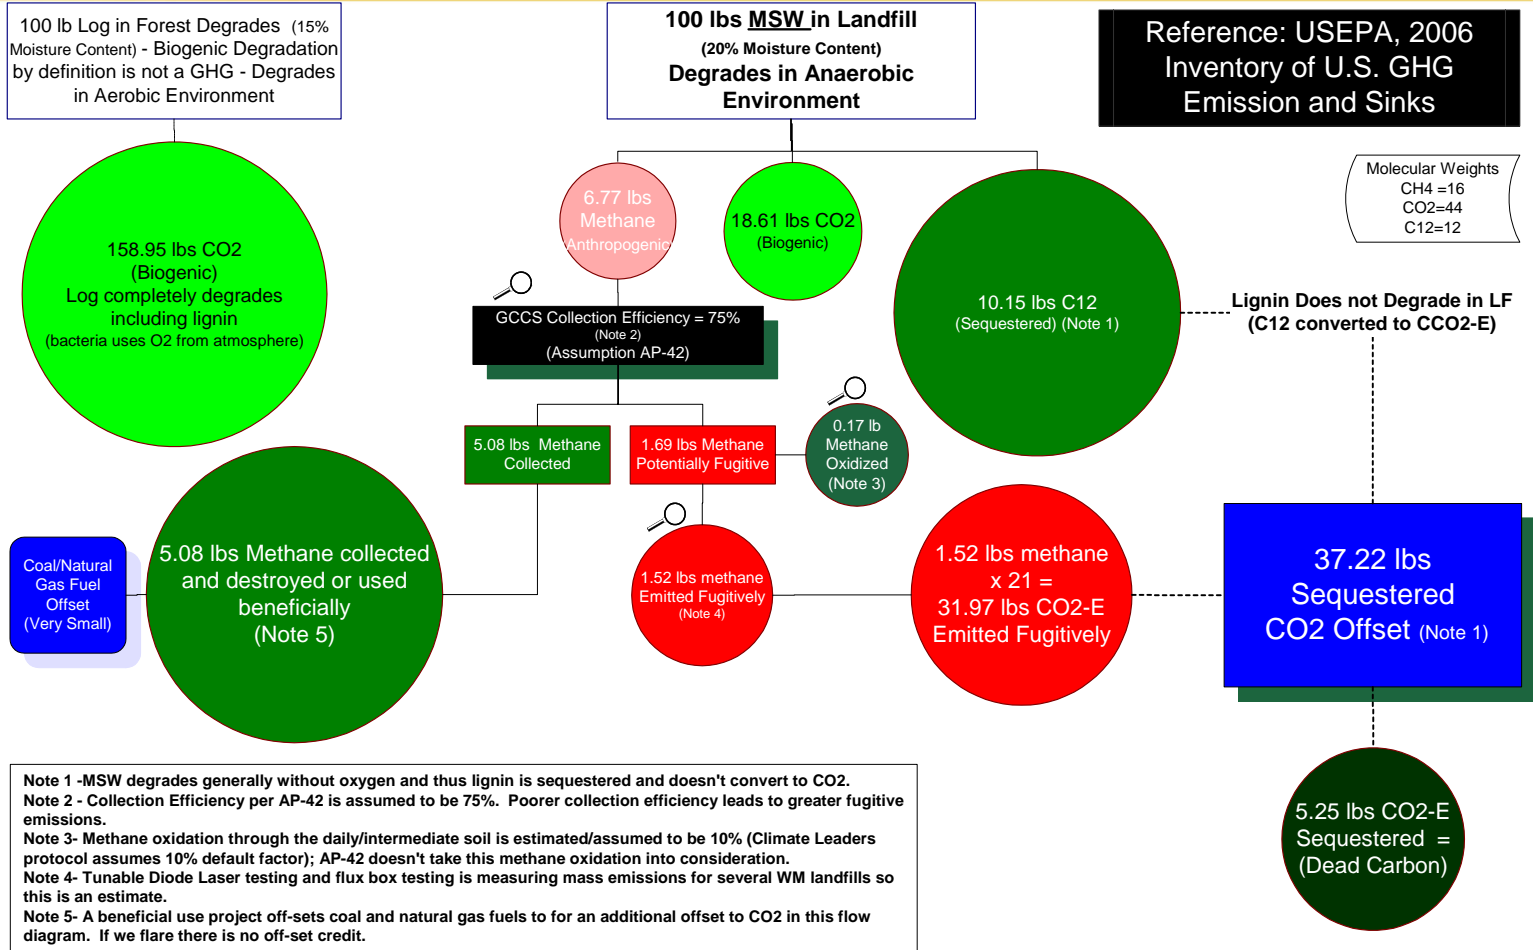 100 lb Log in Forest Degrades (15%
Moisture Content) - Biogenic Degradation
by definition is not a GHG - Degrades
in Aerobic Environment
100 lbs MSW in Landfill
(20% Moisture Content)
Degrades in Anaerobic
Environment
Reference: USEPA, 2006
Inventory of U.S. GHG
Emission and Sinks
Molecular Weights
CH4 =16
CO2=44
C12=12
158.95 lbs CO2
(Biogenic)
Log completely degrades
including lignin
(bacteria uses O2 from atmosphere)
6.77 lbs
Methane
(Anthropogenic)
18.61 lbs CO2
(Biogenic)
10.15 lbs C12
(Sequestered) (Note 1)
Lignin Does not Degrade in LF
(C12 converted to CCO2-E)
GCCS Collection Efficiency = 75%
(Note 2)
(Assumption AP-42)
5.08 lbs Methane
Collected
1.69 lbs Methane
Potentially Fugitive
0.17 lb
Methane
Oxidized
(Note 3)
Coal/Natural
Gas Fuel
Offset
(Very Small)
5.08 lbs Methane collected
and destroyed or used
beneficially
(Note 5)
1.52 lbs methane
Emitted Fugitively
(Note 4)
1.52 lbs methane
x 21 =
31.97 lbs CO2-E
Emitted Fugitively
37.22 lbs
Sequestered
CO2 Offset (Note 1)
5.25 lbs CO2-E
Sequestered =
(Dead Carbon)
Note 1 -MSW degrades generally without oxygen and thus lignin is sequestered and doesn't convert to CO2.
Note 2 - Collection Efficiency per AP-42 is assumed to be 75%. Poorer collection efficiency leads to greater fugitive
emissions.
Note 3- Methane oxidation through the daily/intermediate soil is estimated/assumed to be 10% (Climate Leaders
protocol assumes 10% default factor); AP-42 doesn't take this methane oxidation into consideration.
Note 4- Tunable Diode Laser testing and flux box testing is measuring mass emissions for several WM landfills so
this is an estimate.
Note 5- A beneficial use project off-sets coal and natural gas fuels to for an additional offset to CO2 in this flow
diagram. If we flare there is no off-set credit.